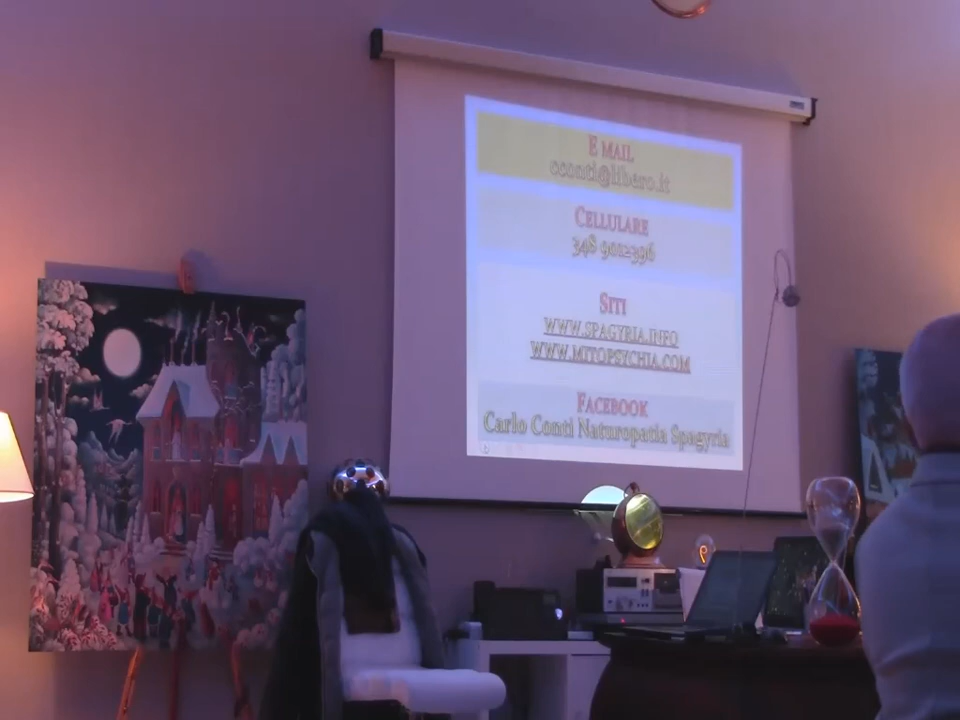 E MAIL
cconti@libero.it
CELLULARE
348 9012396
SITI
WWW.SPAGYRIA.INFO
WWW.MITOPSYCHIA.COM
FACEBOOK
Carlo Conti Naturopatia Spagyria